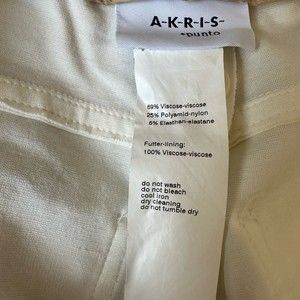 A-K-R-I-S-
*punto
69% Viscose-viscose
25% Polyamid-nylon
6% Elasthan-elastane
Futter-lining:
100% Viscose-viscose
do not wash
do not bleach
cool iron
dry cleaning
do not tumble dry